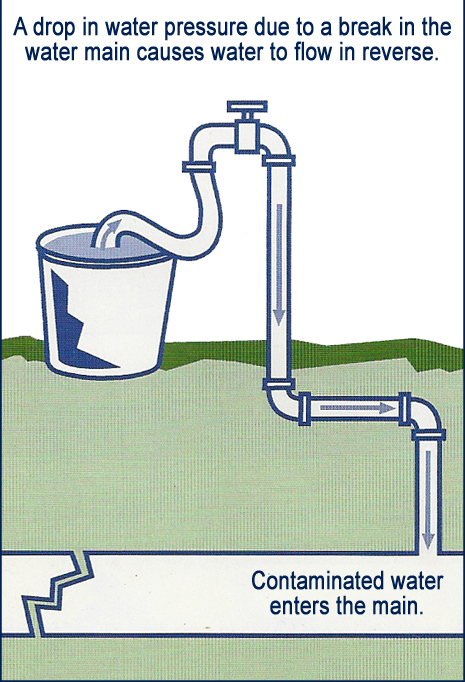 A drop in water pressure due to a break in the
water main causes water to flow in reverse.
Contaminated water
enters the main.